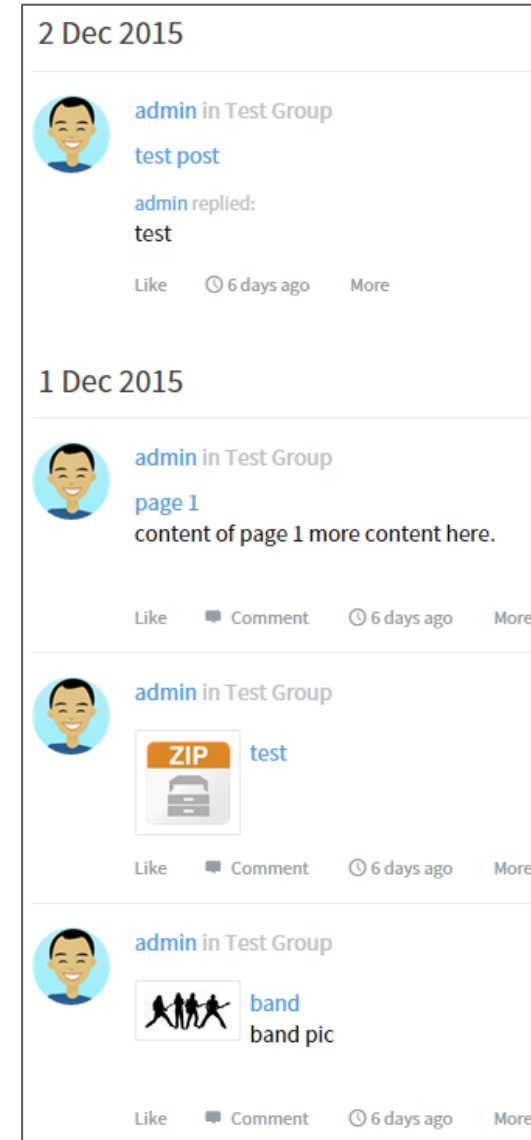 2 Dec 2015
admin in Test Group
test post
admin replied:
test
Like 6 days ago More
1 Dec 2015
admin in Test Group
page 1
content of page 1 more content here.
Like Comment 6 days ago More
admin in Test Group
ZIP test
Like Comment 6 days ago More
admin in Test Group
band
band pic
Like Comment 6 days ago More